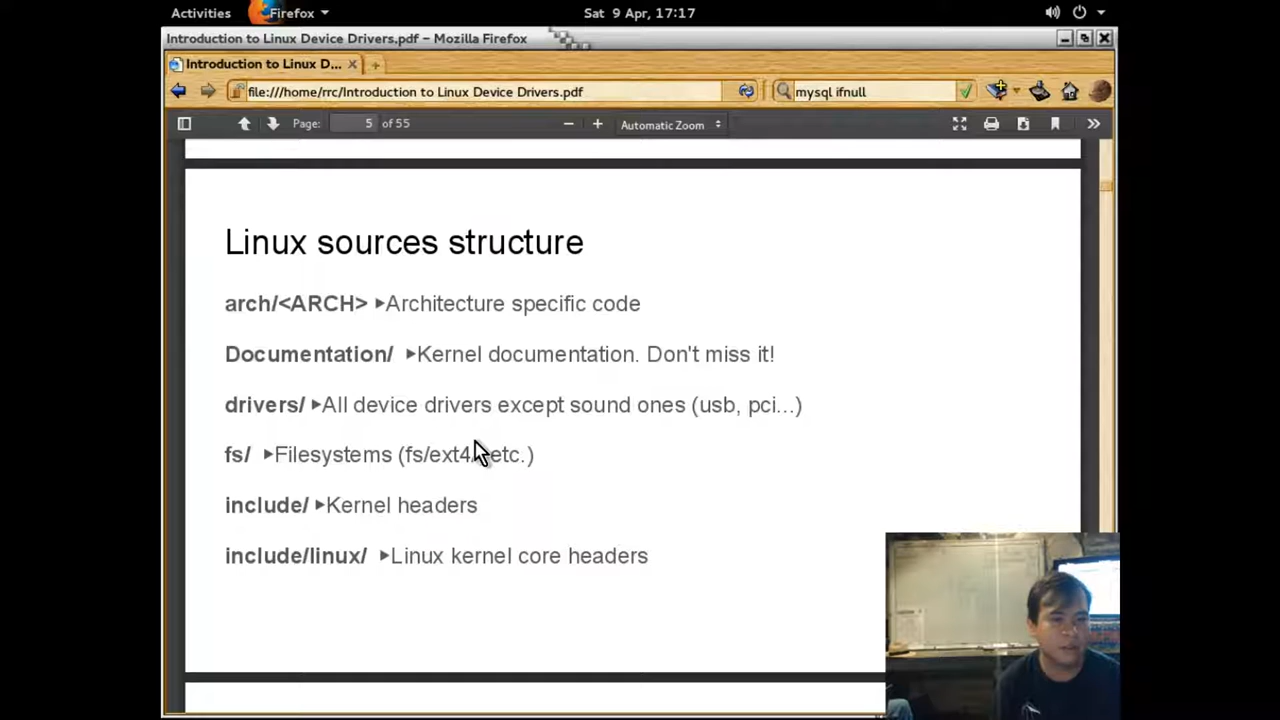 Activities Firefox Sat 9 Apr, 17:17
Introduction to Linux Device Drivers.pdf – Mozilla Firefox
Introduction to Linux D... × +
file:///home/rrc/Introduction to Linux Device Drivers.pdf mysql ifnull
Page: 5 of 55 Automatic Zoom
Linux sources structure
arch/<ARCH> ▸Architecture specific code
Documentation/ ▸Kernel documentation. Don't miss it!
drivers/ ▸All device drivers except sound ones (usb, pci...)
fs/ ▸Filesystems (fs/ext4/ etc.)
include/ ▸Kernel headers
include/linux/ ▸Linux kernel core headers